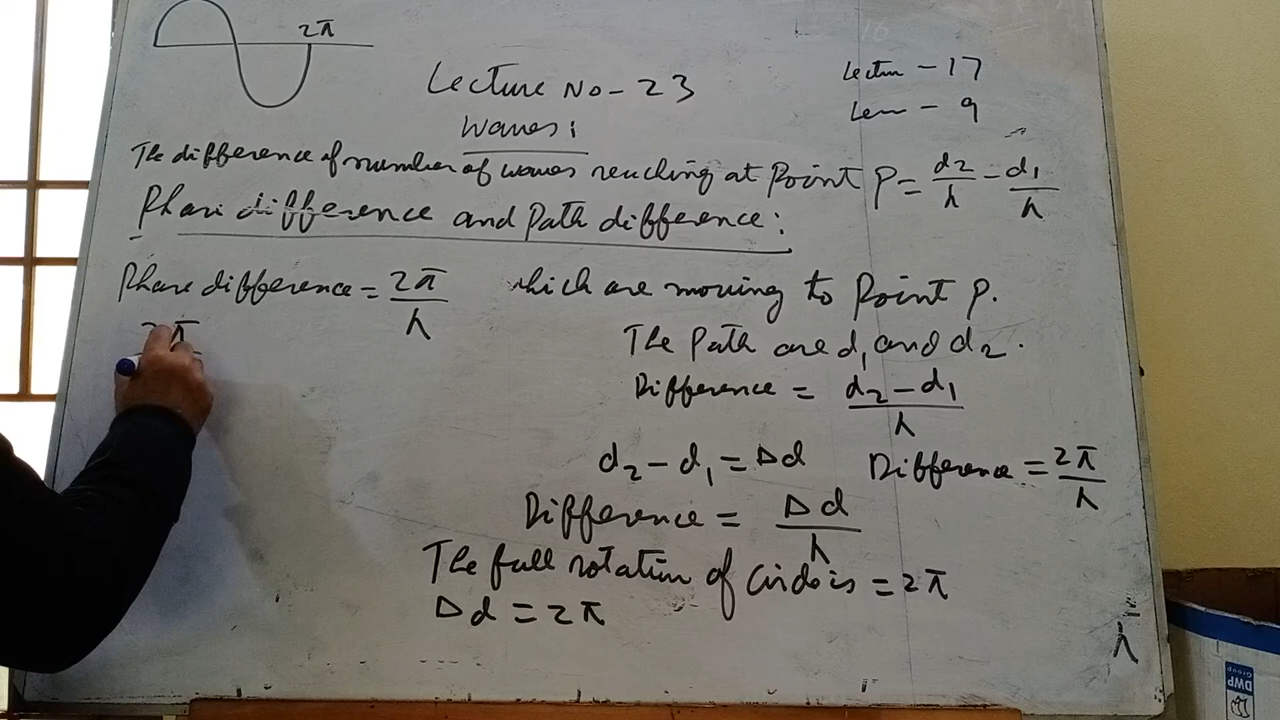 2π
Lecture No - 23
Lectur - 17
Waves:
9
The difference of number of waves reaching at Point P = d2/λ - d1/λ
Phase difference and Path difference:
Phase difference = 2π/λ
which are moving to Point P.
2π
The Path are d1 and d2.
Difference = d2 - d1/λ
d2 - d1 = Δd
Difference = 2π/λ
Difference = Δd/λ
The full rotation of Circle is = 2π
Δd = 2π
λ
DWP
Group